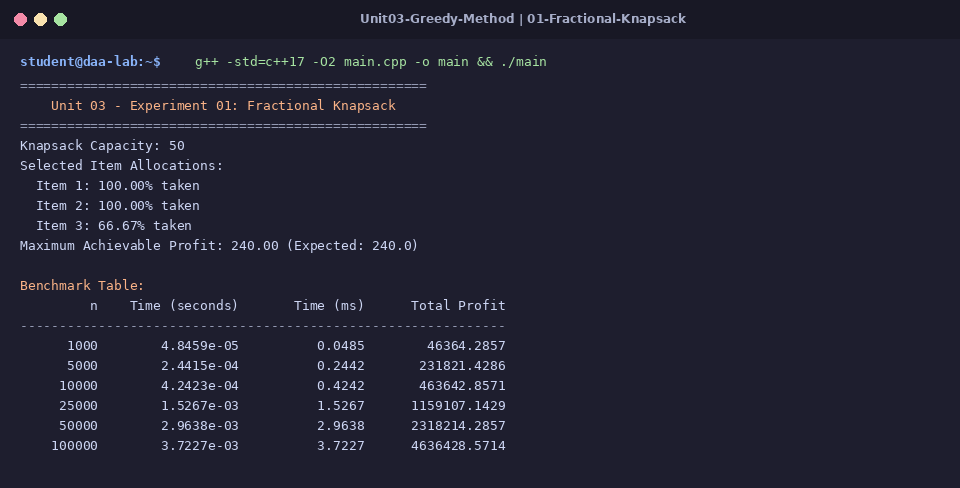 Unit03-Greedy-Method | 01-Fractional-Knapsack
student@daa-lab:~$ g++ -std=c++17 -O2 main.cpp -o main && ./main
====================================================
Unit 03 - Experiment 01: Fractional Knapsack
====================================================
Knapsack Capacity: 50
Selected Item Allocations:
Item 1: 100.00% taken
Item 2: 100.00% taken
Item 3: 66.67% taken
Maximum Achievable Profit: 240.00 (Expected: 240.0)
Benchmark Table:
n Time (seconds) Time (ms) Total Profit
--------------------------------------------------------------
1000 4.8459e-05 0.0485 46364.2857
5000 2.4415e-04 0.2442 231821.4286
10000 4.2423e-04 0.4242 463642.8571
25000 1.5267e-03 1.5267 1159107.1429
50000 2.9638e-03 2.9638 2318214.2857
100000 3.7227e-03 3.7227 4636428.5714